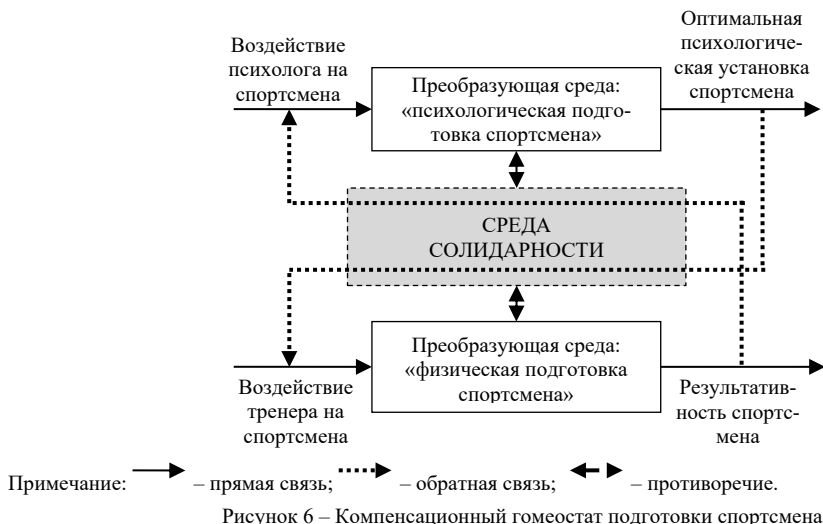 Воздействие
психолога на
спортсмена
Преобразующая среда:
«психологическая подго-
товка спортсмена»
Оптимальная
психологиче-
ская установка
спортсмена
СРЕДА
СОЛИДАРНОСТИ
Воздействие
тренера на
спортсмена
Преобразующая среда:
«физическая подготовка
спортсмена»
Результатив-
ность спортс-
мена
Примечание: – прямая связь; – обратная связь; – противоречие.
Рисунок 6 – Компенсационный гомеостат подготовки спортсмена